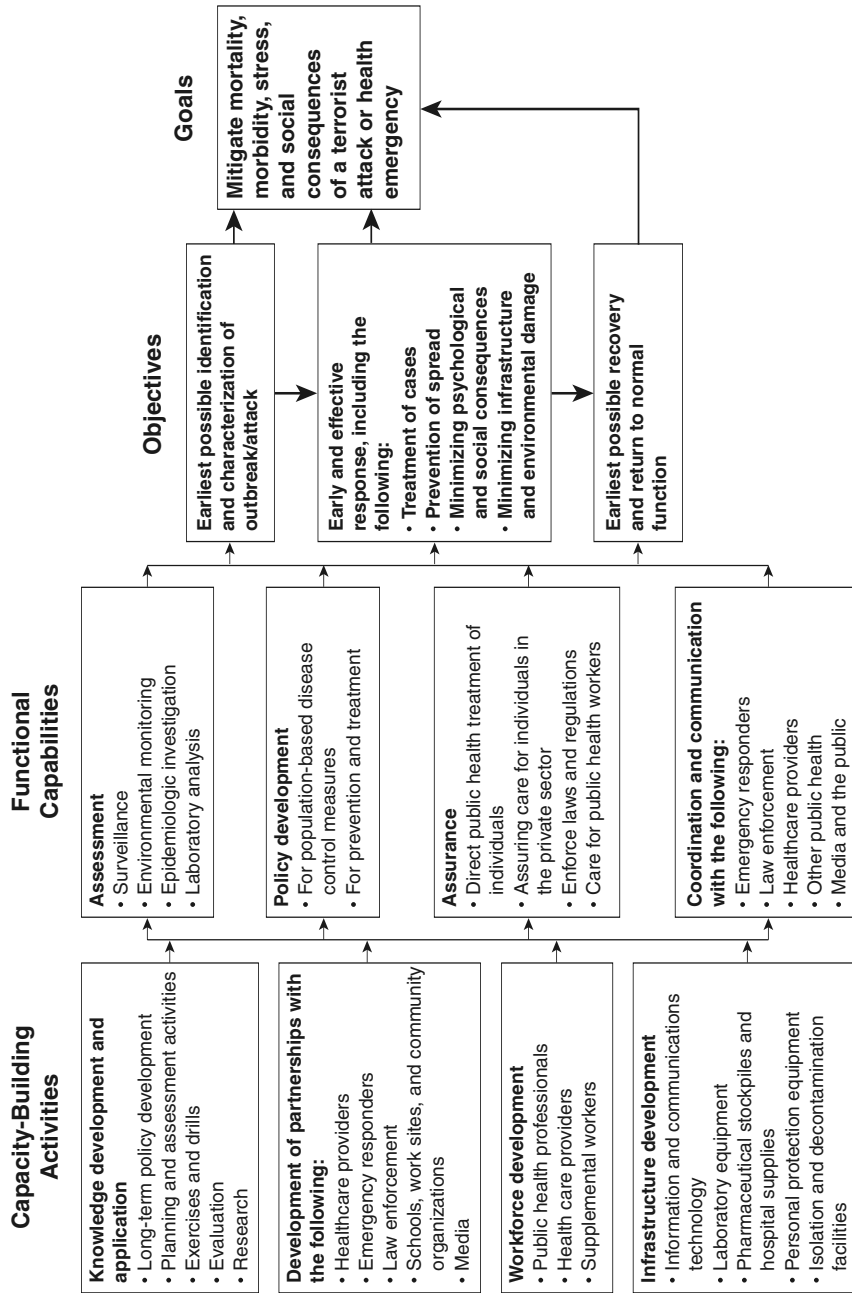 Capacity-Building
Activities
Knowledge development and
application
• Long-term policy development
• Planning and assessment activities
• Exercises and drills
• Evaluation
• Research
Development of partnerships with
the following:
• Healthcare providers
• Emergency responders
• Law enforcement
• Schools, work sites, and community
organizations
• Media
Workforce development
• Public health professionals
• Health care providers
• Supplemental workers
Infrastructure development
• Information and communications
technology
• Laboratory equipment
• Pharmaceutical stockpiles and
hospital supplies
• Personal protection equipment
• Isolation and decontamination
facilities
Functional
Capabilities
Assessment
• Surveillance
• Environmental monitoring
• Epidemiologic investigation
• Laboratory analysis
Policy development
• For population-based disease
control measures
• For prevention and treatment
Assurance
• Direct public health treatment of
individuals
• Assuring care for individuals in
the private sector
• Enforce laws and regulations
• Care for public health workers
Coordination and communication
with the following:
• Emergency responders
• Law enforcement
• Healthcare providers
• Other public health
• Media and the public
Objectives
Earliest possible identification
and characterization of
outbreak/attack
Early and effective
response, including the
following:
• Treatment of cases
• Prevention of spread
• Minimizing psychological
and social consequences
• Minimizing infrastructure
and environmental damage
Earliest possible recovery
and return to normal
function
Goals
Mitigate mortality,
morbidity, stress,
and social
consequences
of a terrorist
attack or health
emergency